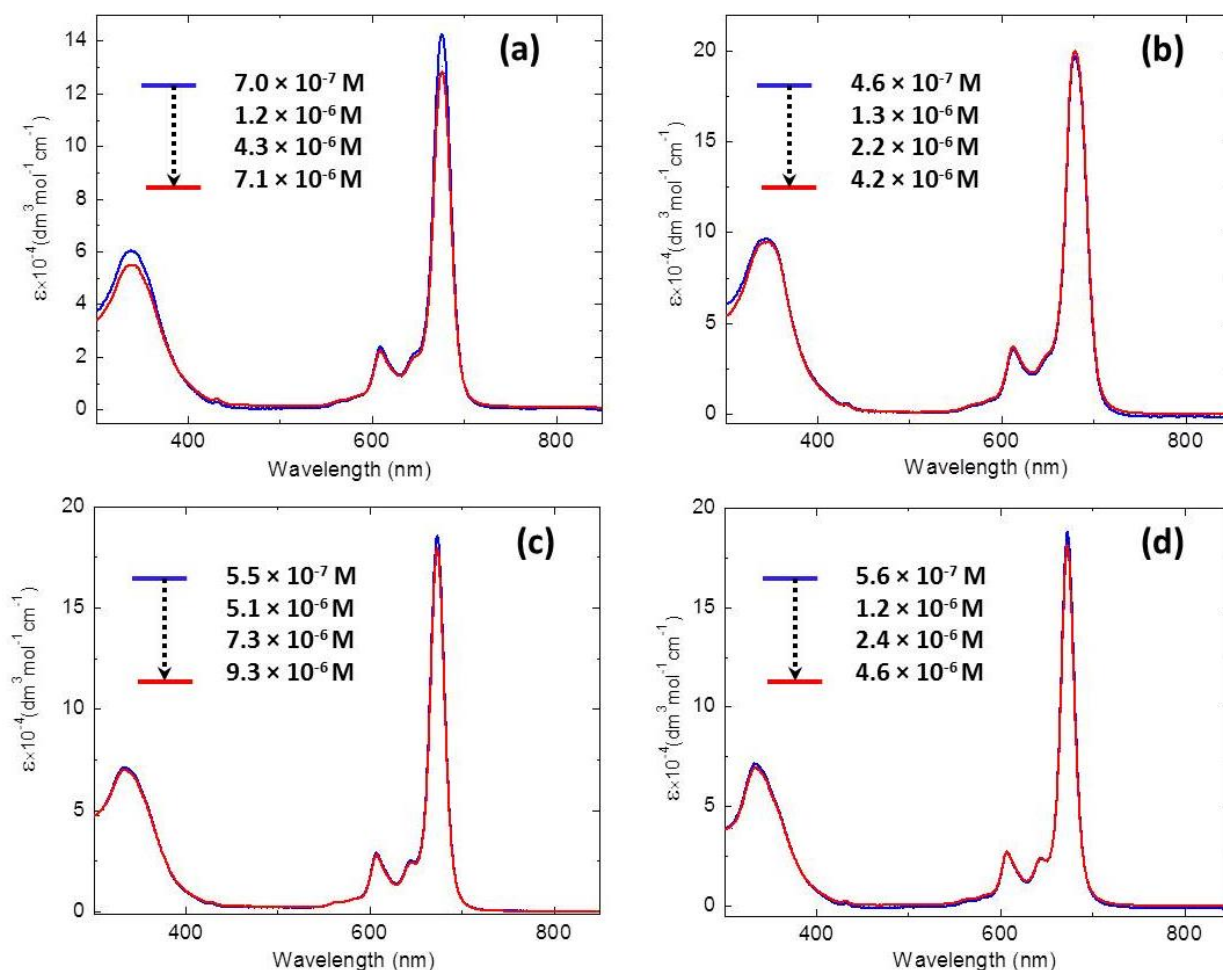 (a)
7.0 × 10⁻⁷ M
1.2 × 10⁻⁶ M
4.3 × 10⁻⁶ M
7.1 × 10⁻⁶ M
14
12
10
8
6
4
2
0
ε×10⁻⁴(dm³mol⁻¹cm⁻¹)
400
600
800
Wavelength (nm)
(b)
4.6 × 10⁻⁷ M
1.3 × 10⁻⁶ M
2.2 × 10⁻⁶ M
4.2 × 10⁻⁶ M
20
15
10
5
0
ε×10⁻⁴(dm³mol⁻¹cm⁻¹)
400
600
800
Wavelength (nm)
(c)
5.5 × 10⁻⁷ M
5.1 × 10⁻⁶ M
7.3 × 10⁻⁶ M
9.3 × 10⁻⁶ M
20
15
10
5
0
ε×10⁻⁴(dm³mol⁻¹cm⁻¹)
400
600
800
Wavelength (nm)
(d)
5.6 × 10⁻⁷ M
1.2 × 10⁻⁶ M
2.4 × 10⁻⁶ M
4.6 × 10⁻⁶ M
20
15
10
5
0
ε×10⁻⁴(dm³mol⁻¹cm⁻¹)
400
600
800
Wavelength (nm)